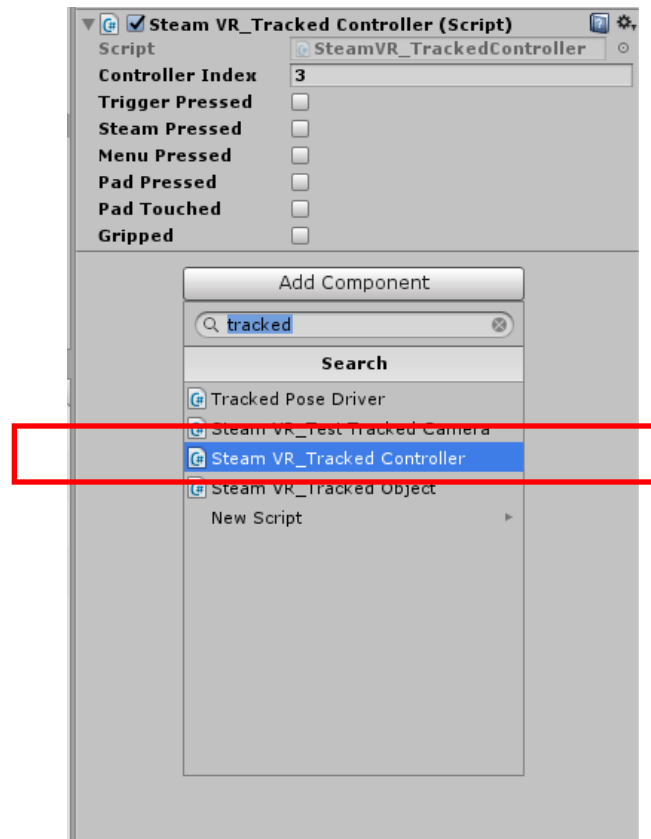 Steam VR_Tracked Controller (Script)
Script SteamVR_TrackedController
Controller Index 3
Trigger Pressed
Steam Pressed
Menu Pressed
Pad Pressed
Pad Touched
Gripped
Add Component
tracked
Search
Tracked Pose Driver
Steam VR_Test Tracked Camera
Steam VR_Tracked Controller
Steam VR_Tracked Object
New Script